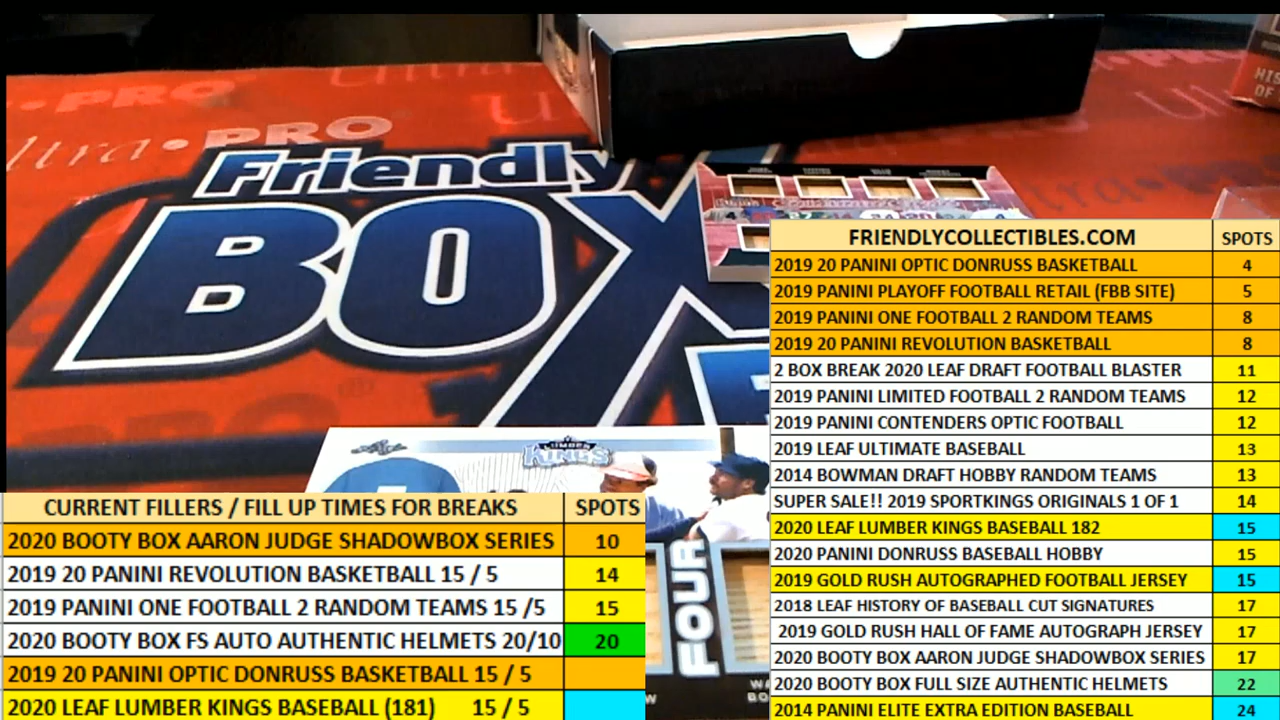 Ultra • PRO
Ultra • PRO
Friendly
BOX
HIS
OF
LUMBER
KINGS
FOUR
FRIENDLYCOLLECTIBLES.COM SPOTS
2019 20 PANINI OPTIC DONRUSS BASKETBALL 4
2019 PANINI PLAYOFF FOOTBALL RETAIL (FBB SITE) 5
2019 PANINI ONE FOOTBALL 2 RANDOM TEAMS 8
2019 20 PANINI REVOLUTION BASKETBALL 8
2 BOX BREAK 2020 LEAF DRAFT FOOTBALL BLASTER 11
2019 PANINI LIMITED FOOTBALL 2 RANDOM TEAMS 12
2019 PANINI CONTENDERS OPTIC FOOTBALL 12
2019 LEAF ULTIMATE BASEBALL 13
2014 BOWMAN DRAFT HOBBY RANDOM TEAMS 13
SUPER SALE!! 2019 SPORTKINGS ORIGINALS 1 OF 1 14
2020 LEAF LUMBER KINGS BASEBALL 182 15
2020 PANINI DONRUSS BASEBALL HOBBY 15
2019 GOLD RUSH AUTOGRAPHED FOOTBALL JERSEY 15
2018 LEAF HISTORY OF BASEBALL CUT SIGNATURES 17
2019 GOLD RUSH HALL OF FAME AUTOGRAPH JERSEY 17
2020 BOOTY BOX AARON JUDGE SHADOWBOX SERIES 17
2020 BOOTY BOX FULL SIZE AUTHENTIC HELMETS 22
2014 PANINI ELITE EXTRA EDITION BASEBALL 24
CURRENT FILLERS / FILL UP TIMES FOR BREAKS SPOTS
2020 BOOTY BOX AARON JUDGE SHADOWBOX SERIES 10
2019 20 PANINI REVOLUTION BASKETBALL 15 / 5 14
2019 PANINI ONE FOOTBALL 2 RANDOM TEAMS 15 /5 15
2020 BOOTY BOX FS AUTO AUTHENTIC HELMETS 20/10 20
2019 20 PANINI OPTIC DONRUSS BASKETBALL 15 / 5
2020 LEAF LUMBER KINGS BASEBALL (181) 15 / 5